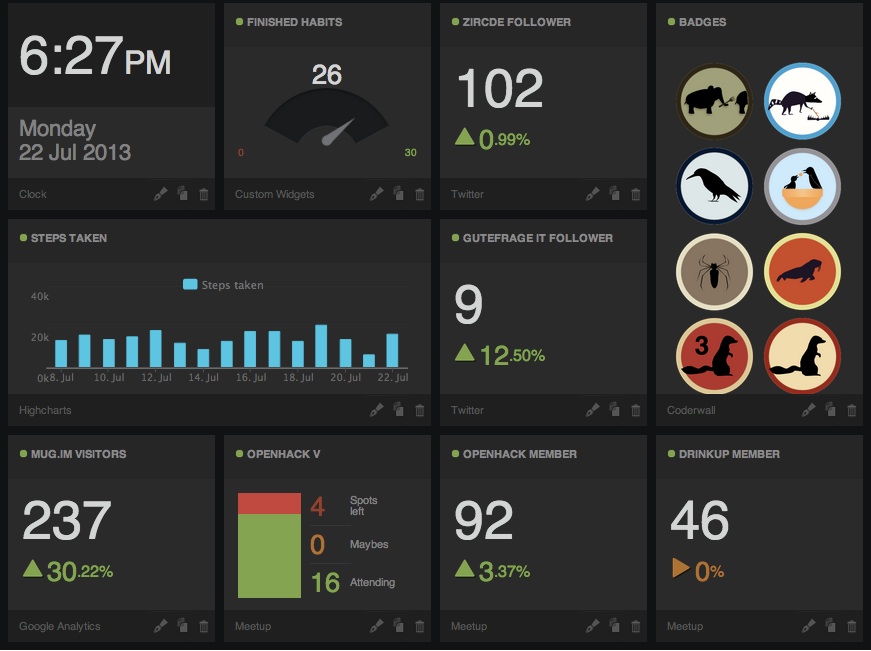 6:27PM
Monday
22 Jul 2013
Clock
FINISHED HABITS
26
0
30
Custom Widgets
ZIRCDE FOLLOWER
102
0.99%
Twitter
BADGES
3
Coderwall
STEPS TAKEN
Steps taken
40k
20k
0k
8. Jul 10. Jul 12. Jul 14. Jul 16. Jul 18. Jul 20. Jul 22. Jul
Highcharts
GUTEFRAGE IT FOLLOWER
9
12.50%
Twitter
MUG.IM VISITORS
237
30.22%
Google Analytics
OPENHACK V
4 Spots
left
0 Maybes
16 Attending
Meetup
OPENHACK MEMBER
92
3.37%
Meetup
DRINKUP MEMBER
46
0%
Meetup